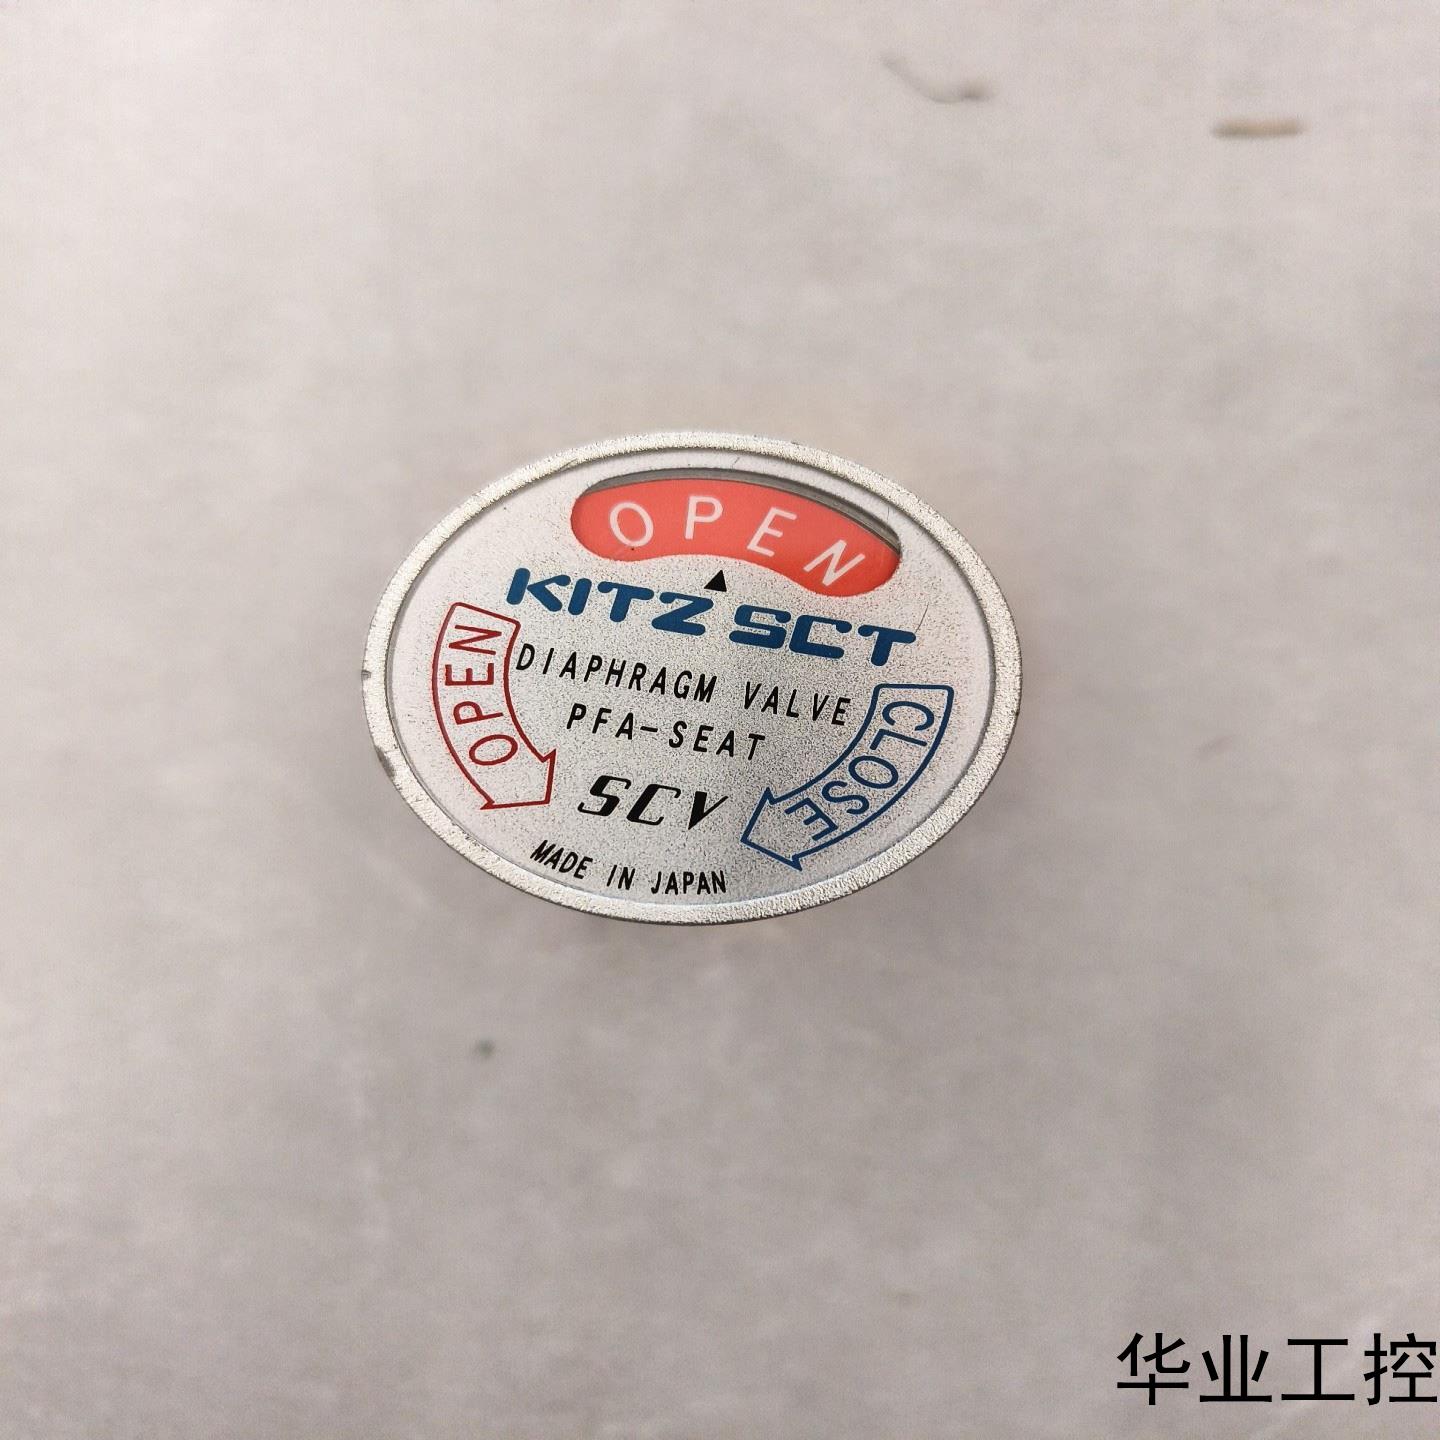 OPEN
KITZ SCT
OPEN
DIAPHRAGM VALVE
PFA-SEAT
CLOSE
SCV
MADE IN JAPAN
华业工控